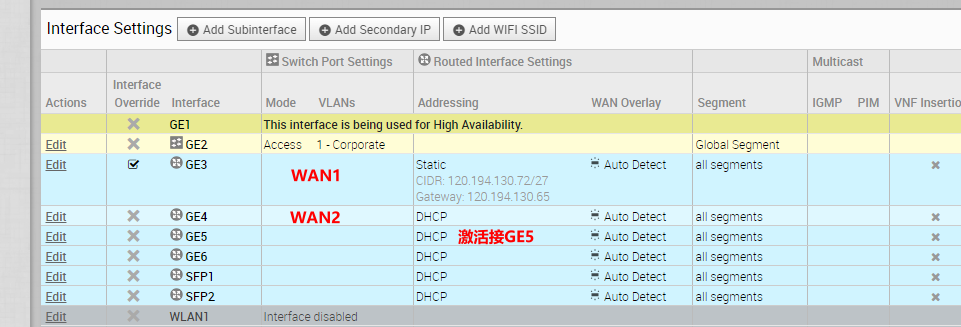 Interface Settings Add Subinterface Add Secondary IP Add WIFI SSID
Switch Port Settings Routed Interface Settings Multicast
Actions Interface Override Interface Mode VLANs Addressing WAN Overlay Segment IGMP PIM VNF Insertio
GE1 This interface is being used for High Availability.
Edit GE2 Access 1 - Corporate Global Segment
Edit GE3 Static Auto Detect all segments
WAN1 CIDR: 120.194.130.72/27
Gateway: 120.194.130.65
Edit GE4 WAN2 DHCP Auto Detect all segments
Edit GE5 DHCP 激活接GE5 Auto Detect all segments
Edit GE6 DHCP Auto Detect all segments
Edit SFP1 DHCP Auto Detect all segments
Edit SFP2 DHCP Auto Detect all segments
Edit WLAN1 Interface disabled